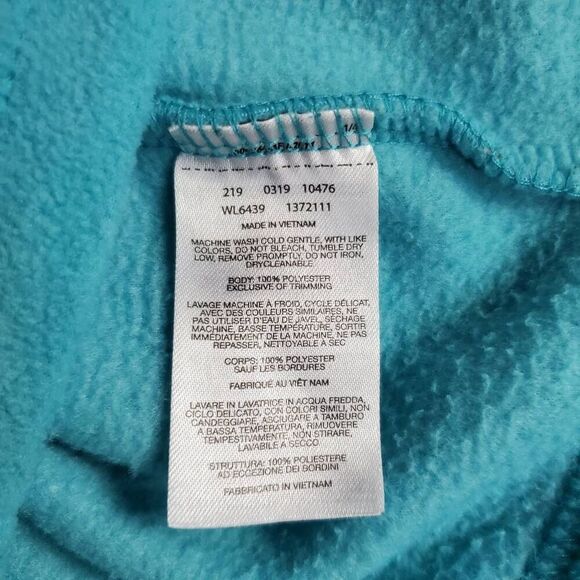 1/4
219 0319 10476
WL6439 1372111
MADE IN VIETNAM
MACHINE WASH COLD GENTLE, WITH LIKE
COLORS, DO NOT BLEACH, TUMBLE DRY
LOW, REMOVE PROMPTLY, DO NOT IRON,
DRYCLEANABLE.
BODY: 100% POLYESTER
EXCLUSIVE OF TRIMMING
LAVAGE MACHINE À FROID, CYCLE DÉLICAT,
AVEC DES COULEURS SIMILAIRES, NE
PAS UTILISER D'EAU DE JAVEL, SÉCHAGE
MACHINE, BASSE TEMPÉRATURE, SORTIR
IMMEDIATEMENT DE LA MACHINE, NE PAS
REPASSER, NETTOYABLE A SEC
CORPS: 100% POLYESTER
SAUF LES BORDURES
FABRIQUÉ AU VIÊT NAM
LAVARE IN LAVATRICE IN ACQUA FREDDA,
CICLO DELICATO, CON COLORI SIMILI, NON
CANDEGGIARE, ASCIUGARE A TAMBURO
A BASSA TEMPERATURA, RIMUOVERE
TEMPESTIVAMENTE, NON STIRARE,
LAVABILE A SECCO
STRUTTURA: 100% POLIESTERE
AD ECCEZIONE DEI BORDINI
FABBRICATO IN VIETNAM